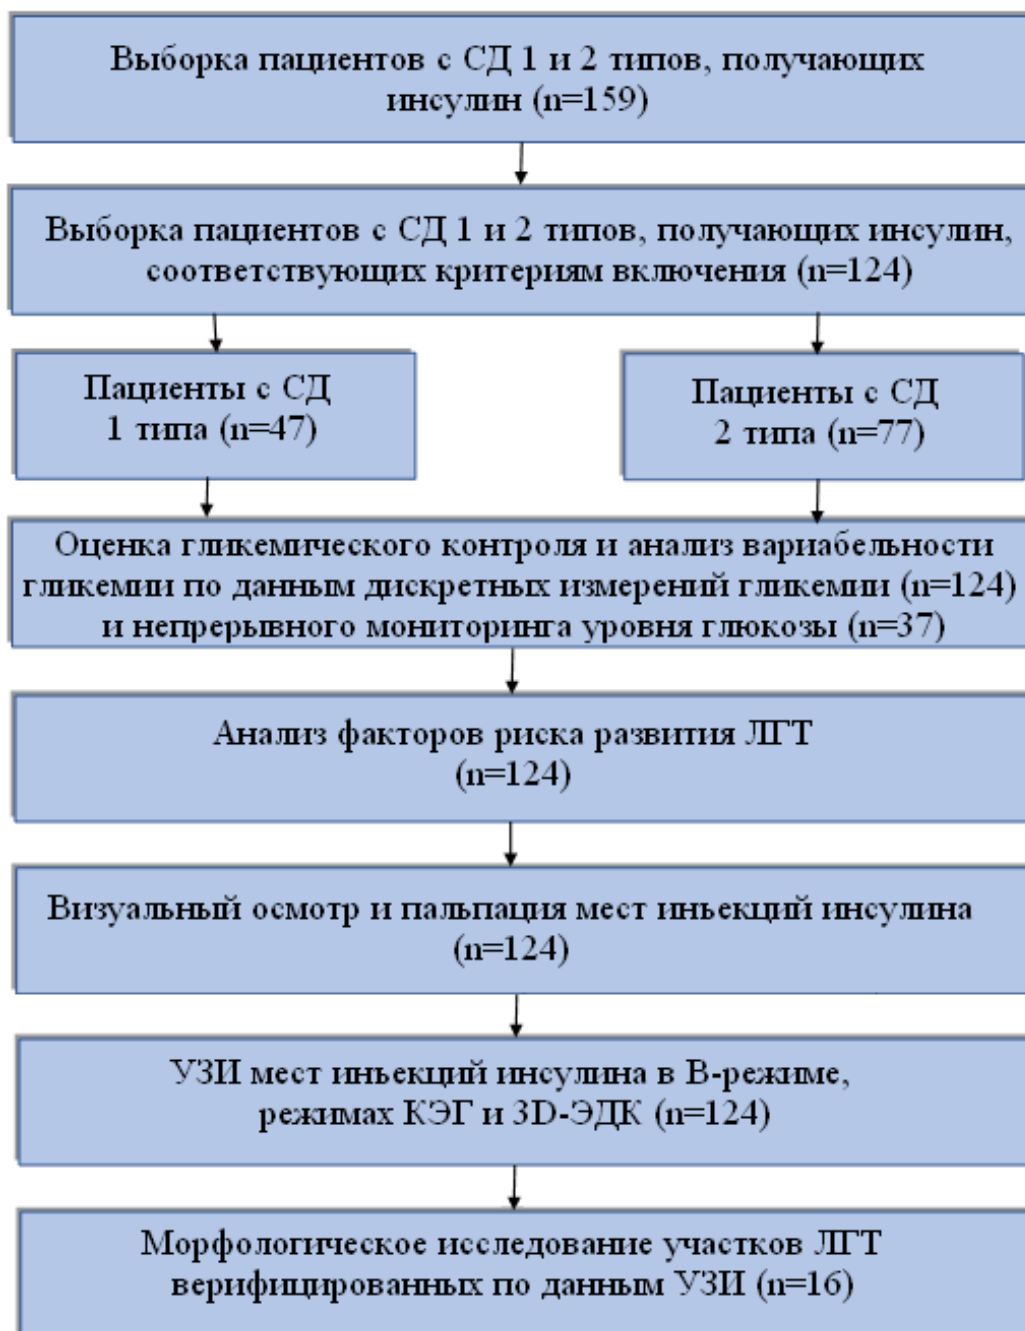 Выборка пациентов с СД 1 и 2 типов, получающих
инсулин (n=159)
Выборка пациентов с СД 1 и 2 типов, получающих инсулин,
соответствующих критериям включения (n=124)
Пациенты с СД
1 типа (n=47)
Пациенты с СД
2 типа (n=77)
Оценка гликемического контроля и анализ вариабельности
гликемии по данным дискретных измерений гликемии (n=124)
и непрерывного мониторинга уровня глюкозы (n=37)
Анализ факторов риска развития ЛГТ
(n=124)
Визуальный осмотр и пальпация мест иньекций инсулина
(n=124)
УЗИ мест иньекций инсулина в В-режиме,
режимах КЭГ и 3D-ЭДК (n=124)
Морфологическое исследование участков ЛГТ
верифицированных по данным УЗИ (n=16)